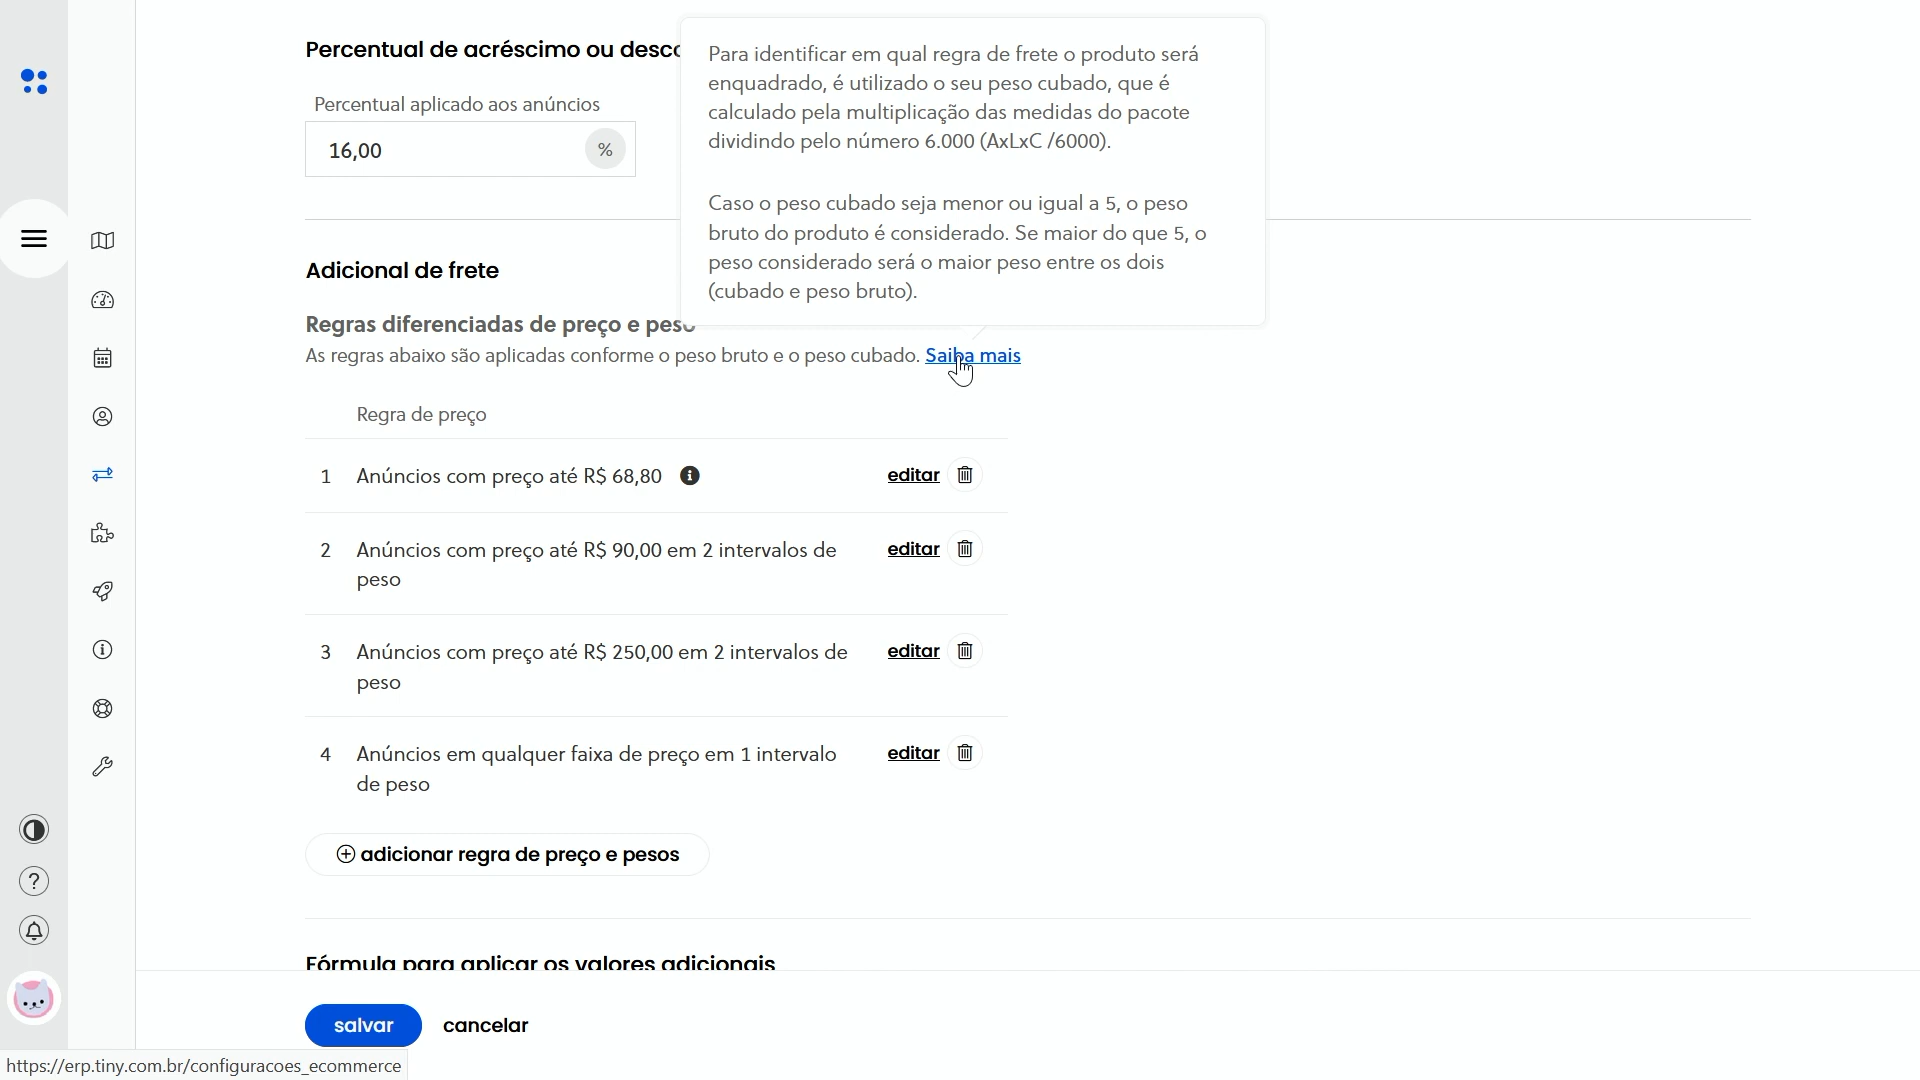 Percentual de acréscimo ou desco
Percentual aplicado aos anúncios
16,00 %
Para identificar em qual regra de frete o produto será
enquadrado, é utilizado o seu peso cubado, que é
calculado pela multiplicação das medidas do pacote
dividindo pelo número 6.000 (AxLxC /6000).
Caso o peso cubado seja menor ou igual a 5, o peso
bruto do produto é considerado. Se maior do que 5, o
peso considerado será o maior peso entre os dois
(cubado e peso bruto).
Adicional de frete
Regras diferenciadas de preço e peso
As regras abaixo são aplicadas conforme o peso bruto e o peso cubado. Saiba mais
Regra de preço
1 Anúncios com preço até R$ 68,80 editar
2 Anúncios com preço até R$ 90,00 em 2 intervalos de
peso
editar
3 Anúncios com preço até R$ 250,00 em 2 intervalos de
peso
editar
4 Anúncios em qualquer faixa de preço em 1 intervalo
de peso
editar
adicionar regra de preço e pesos
Fórmula para aplicar os valores adicionais
salvar cancelar
https://erp.tiny.com.br/configuracoes_ecommerce